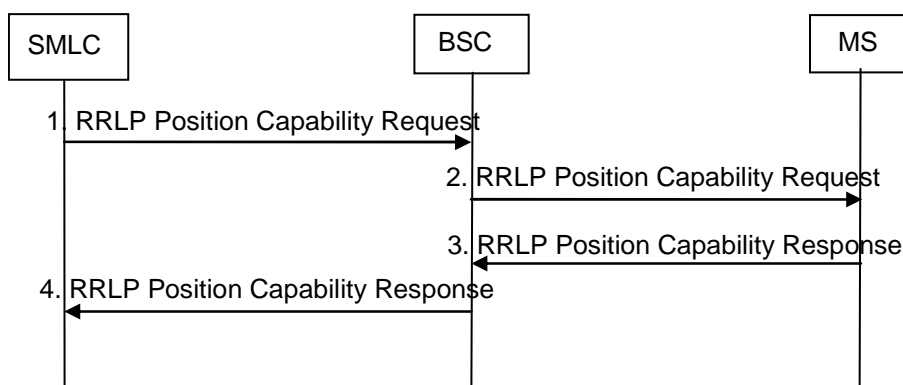 SMLC
BSC
MS
1. RRLP Position Capability Request
2. RRLP Position Capability Request
3. RRLP Position Capability Response
4. RRLP Position Capability Response